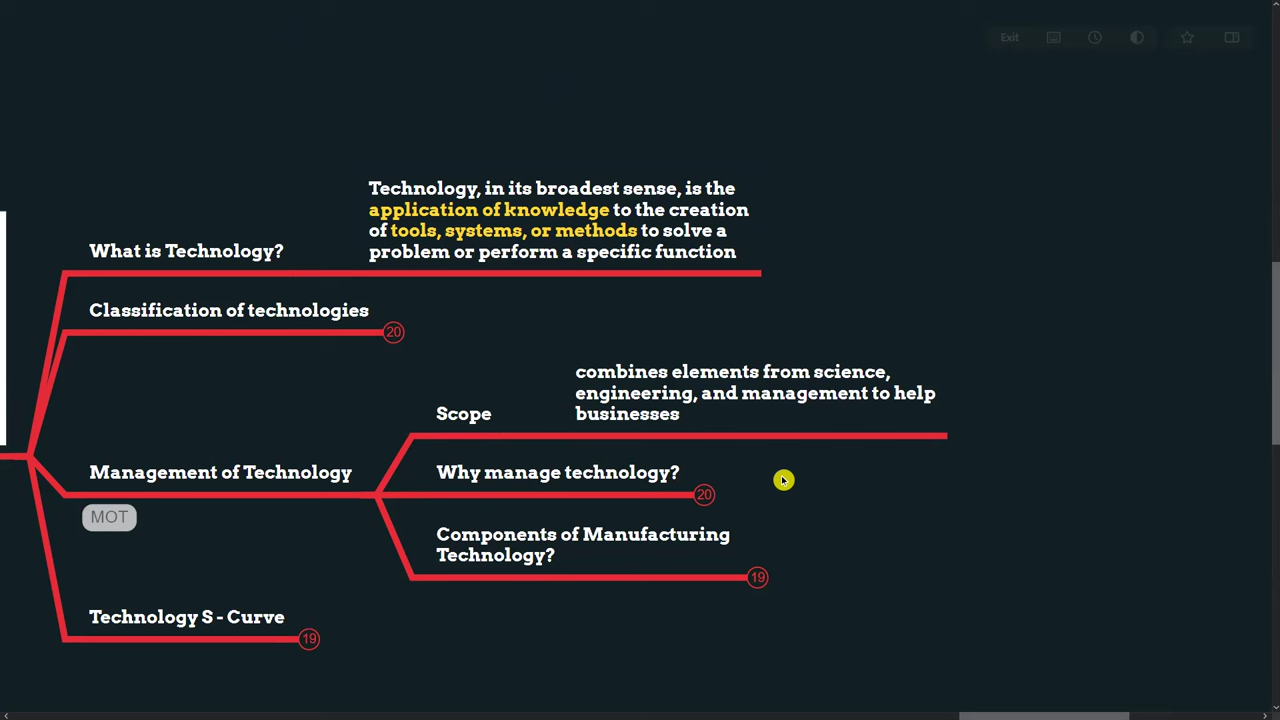 Exit
Technology, in its broadest sense, is the
application of knowledge to the creation
of tools, systems, or methods to solve a
problem or perform a specific function
What is Technology?
Classification of technologies
20
combines elements from science,
engineering, and management to help
businesses
Scope
Management of Technology
MOT
Why manage technology?
20
Components of Manufacturing
Technology?
19
Technology S - Curve
19